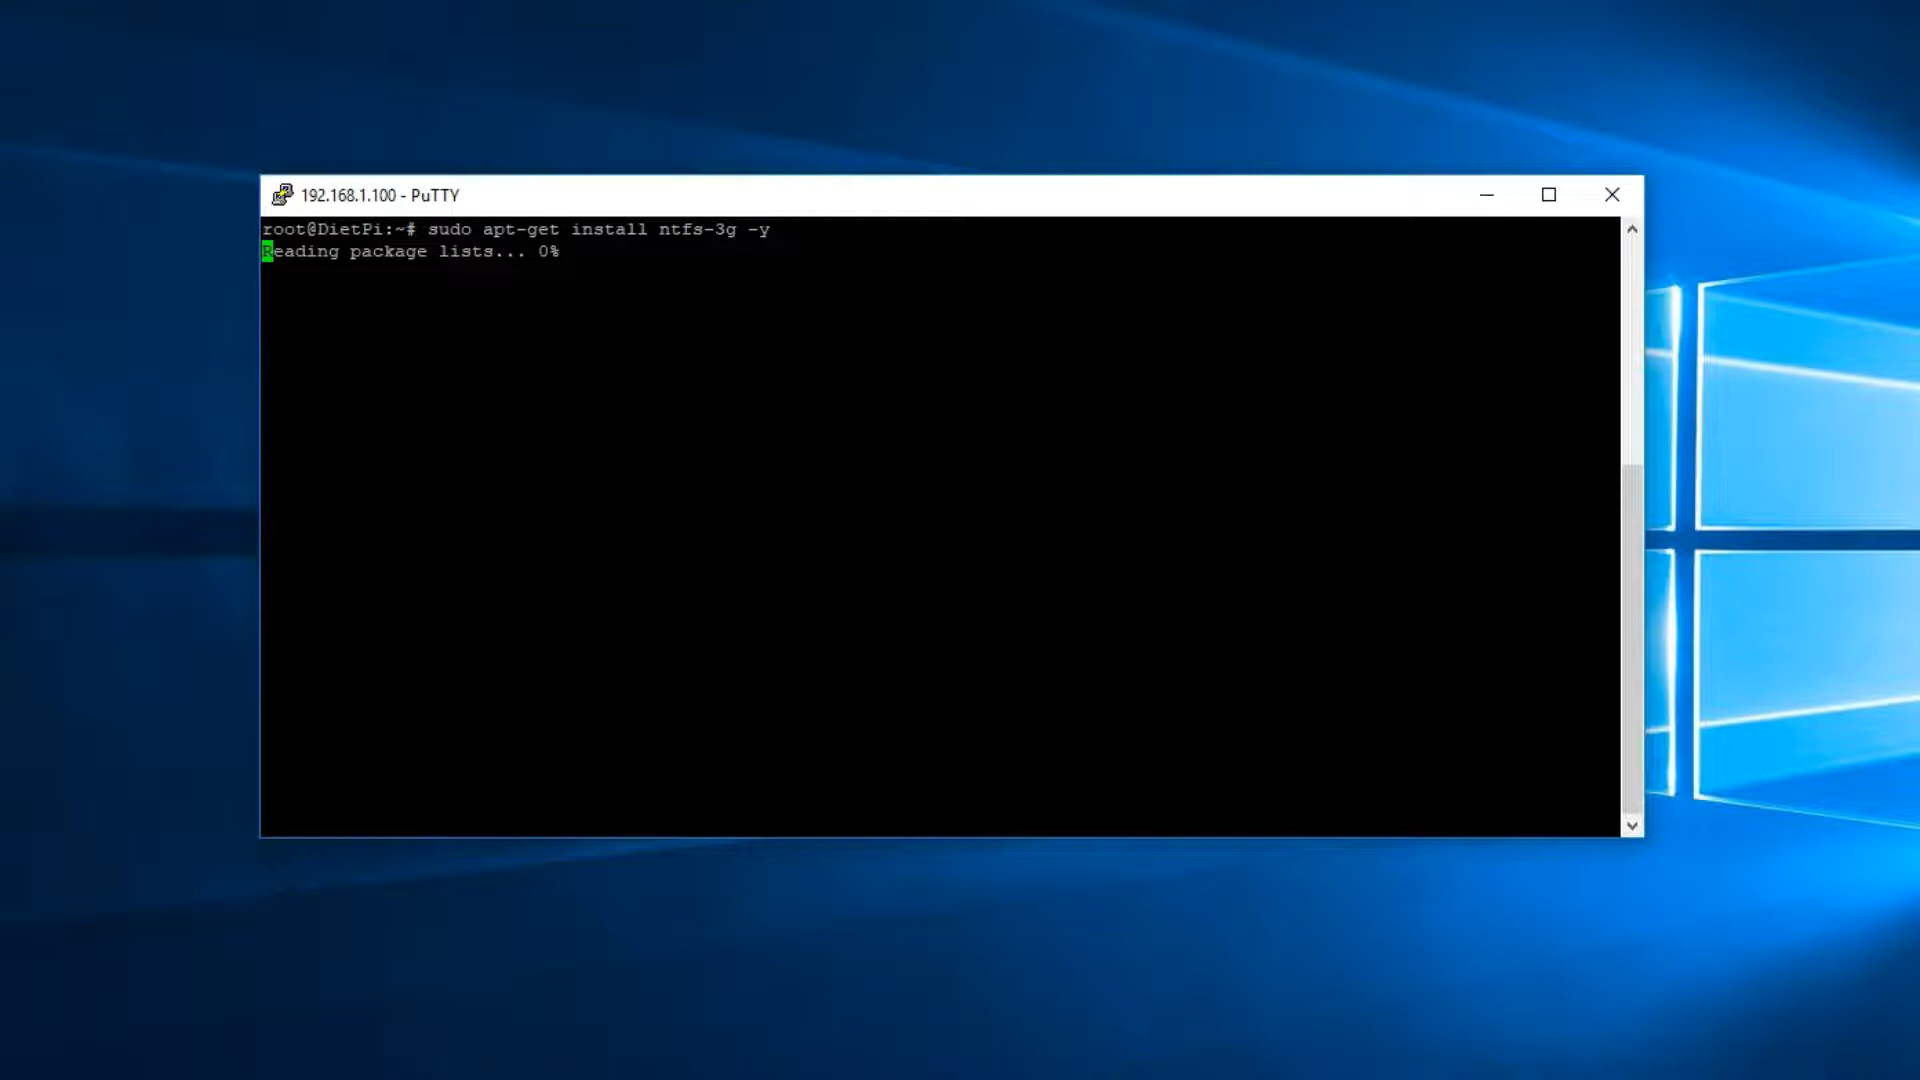 192.168.1.100 - PuTTY
root@DietPi:~# sudo apt-get install ntfs-3g -y
Reading package lists... 0%